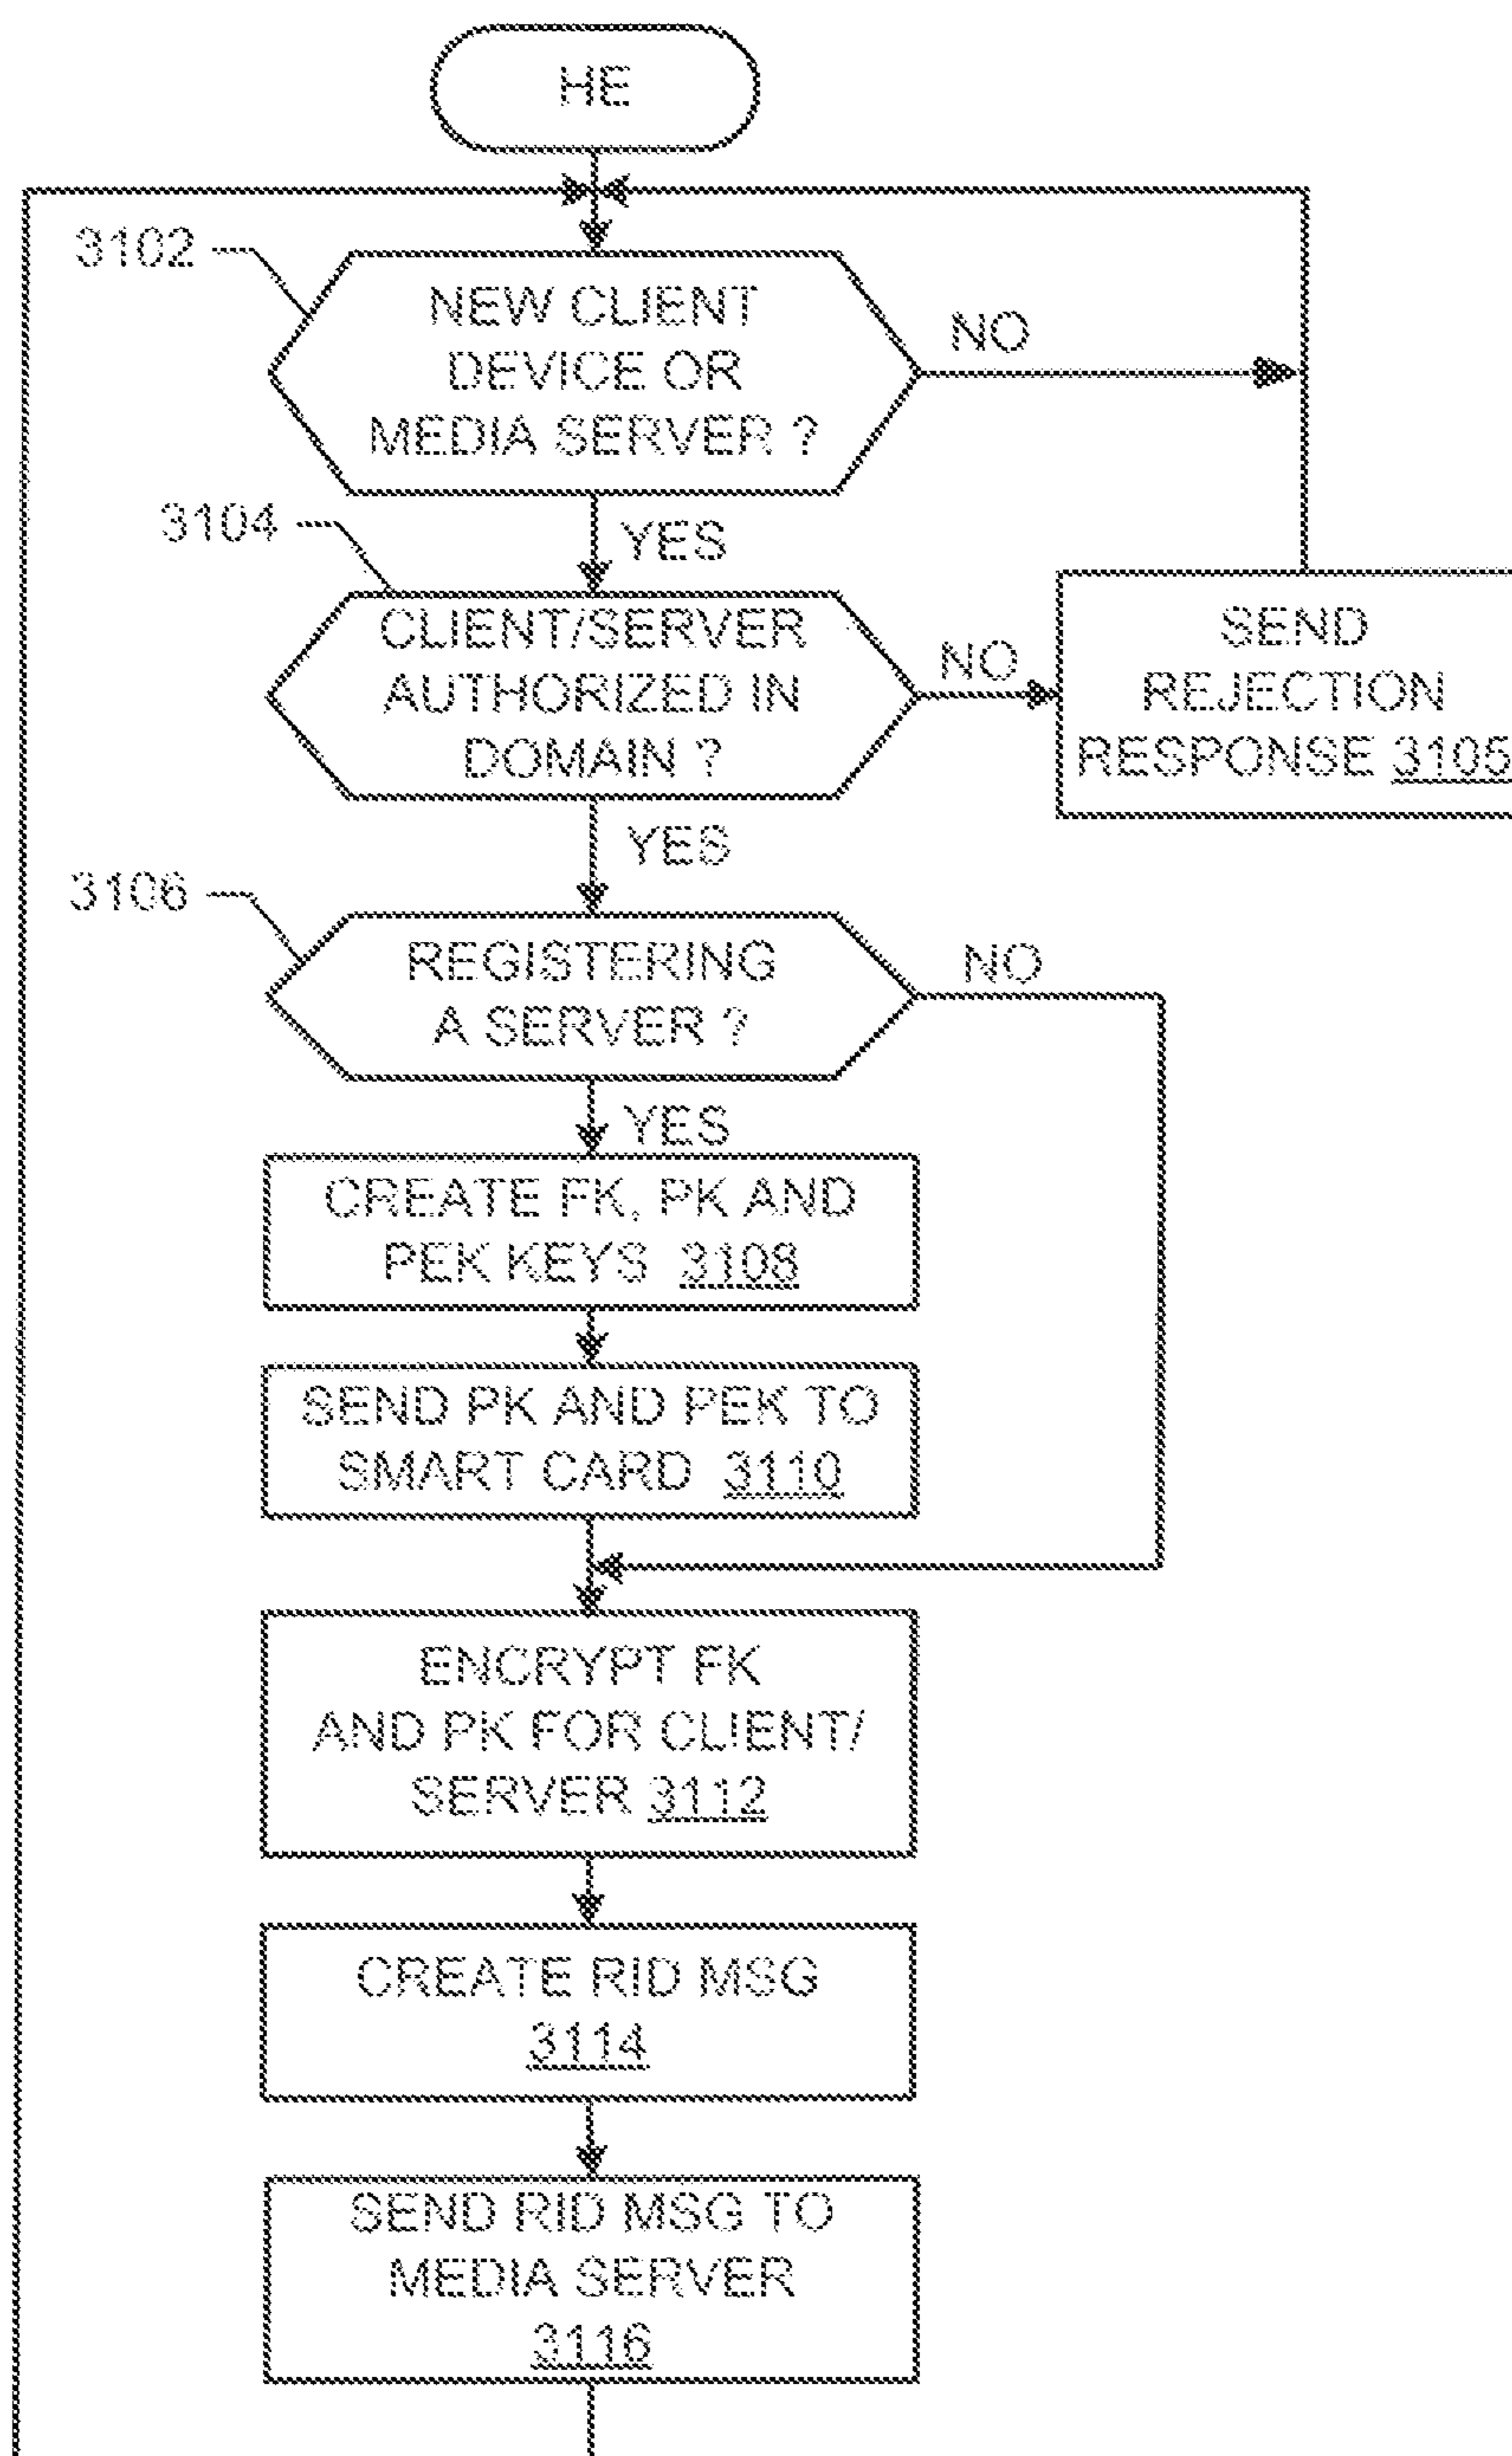 HE
3102
NEW CLIENT
DEVICE OR
MEDIA SERVER ?
NO
YES
3104
CLIENT/SERVER
AUTHORIZED IN
DOMAIN ?
NO
SEND
REJECTION
RESPONSE 3105
YES
3106
REGISTERING
A SERVER ?
NO
YES
CREATE FK, PK AND
PEK KEYS 3108
SEND PK AND PEK TO
SMART CARD 3110
ENCRYPT FK
AND PK FOR CLIENT/
SERVER 3112
CREATE RID MSG
3114
SEND RID MSG TO
MEDIA SERVER
3116